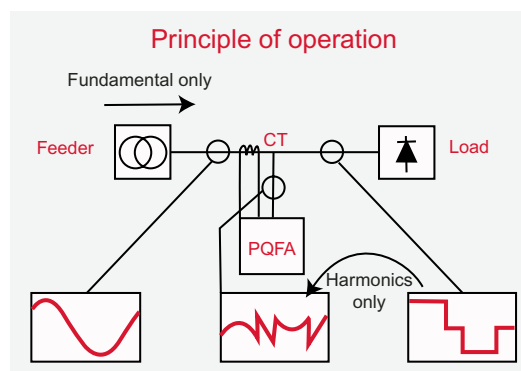 Principle of operation
Fundamental only
Feeder
CT
Load
PQFA
Harmonics
only